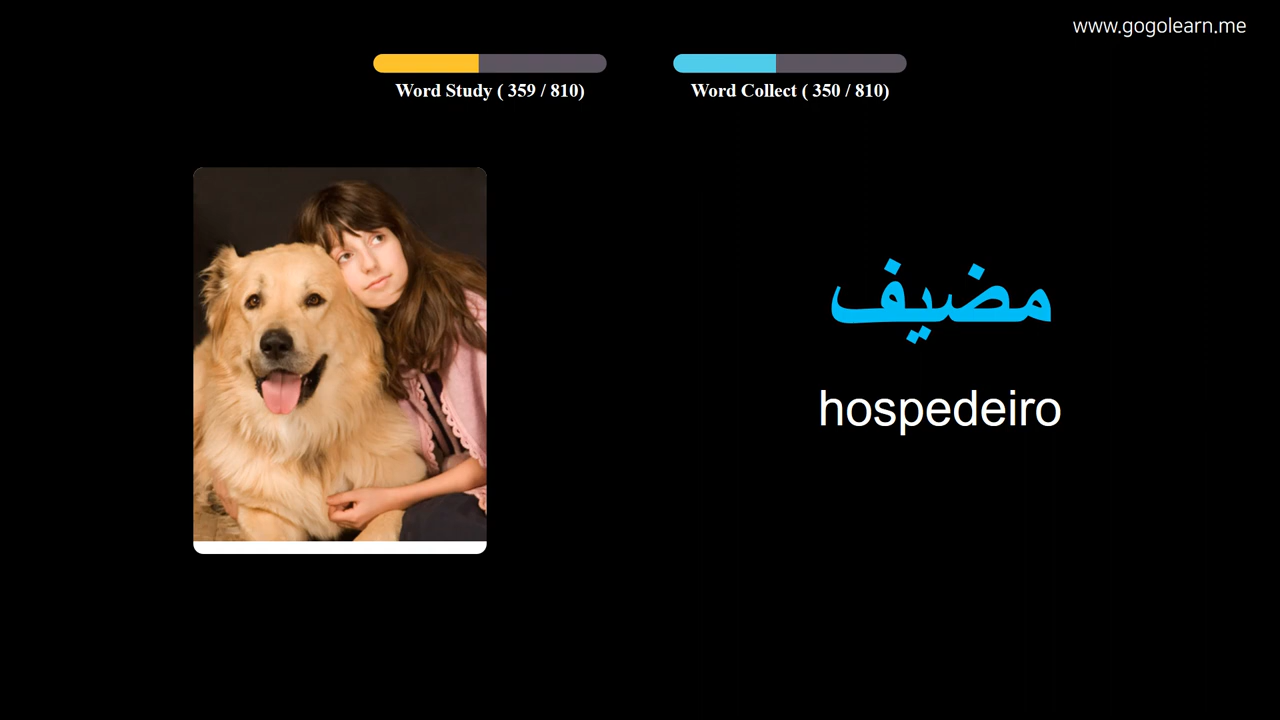 www.gogolearn.me
Word Study ( 359 / 810)
Word Collect ( 350 / 810)
مضيف
hospedeiro